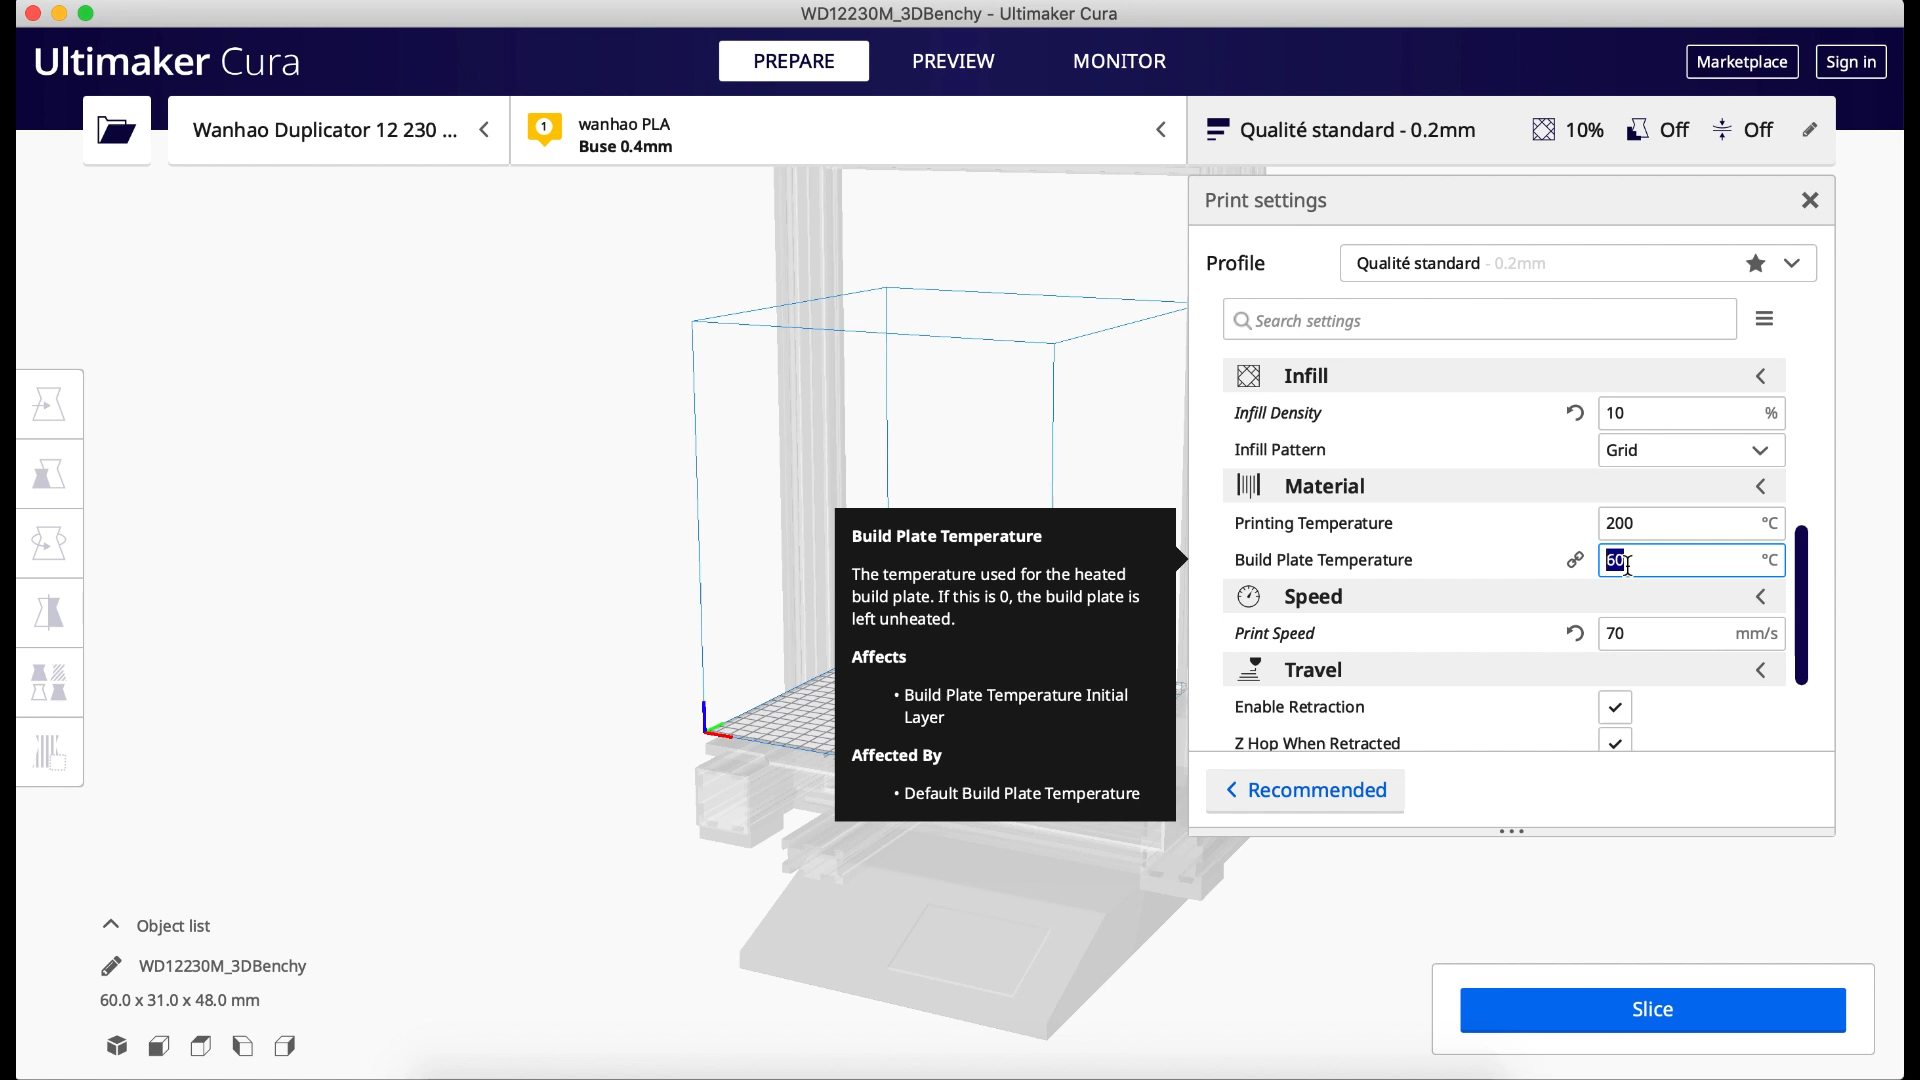 WD12230M_3DBenchy - Ultimaker Cura
Ultimaker Cura
PREPARE
PREVIEW
MONITOR
Marketplace
Sign in
Wanhao Duplicator 12 230 ...
1
wanhao PLA
Buse 0.4mm
Qualité standard - 0.2mm
10%
Off
Off
Print settings
Profile
Qualité standard - 0.2mm
Search settings
Infill
Infill Density
10 %
Infill Pattern
Grid
Material
Printing Temperature
200 °C
Build Plate Temperature
60 °C
Speed
Print Speed
70 mm/s
Travel
Enable Retraction
Z Hop When Retracted
Recommended
Build Plate Temperature
The temperature used for the heated
build plate. If this is 0, the build plate is
left unheated.
Affects
• Build Plate Temperature Initial
Layer
Affected By
• Default Build Plate Temperature
Object list
WD12230M_3DBenchy
60.0 x 31.0 x 48.0 mm
Slice